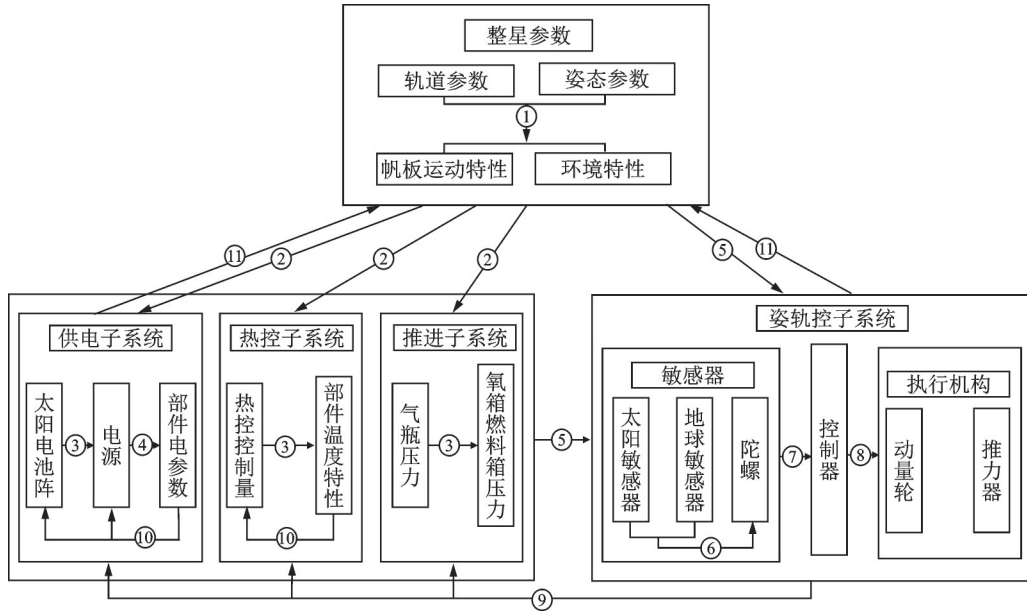 整星参数
轨道参数
姿态参数
①
帆板运动特性
环境特性
⑪
②
②
②
⑤
⑪
供电子系统
太阳电池阵
③
电源
④
部件电参数
⑩
热控子系统
热控控制量
③
部件温度特性
⑩
推进子系统
气瓶压力
③
氧箱燃料箱压力
⑤
姿轨控子系统
敏感器
太阳敏感器
地球敏感器
陀螺
⑥
⑦
控制器
⑧
执行机构
动量轮
推力器
⑨